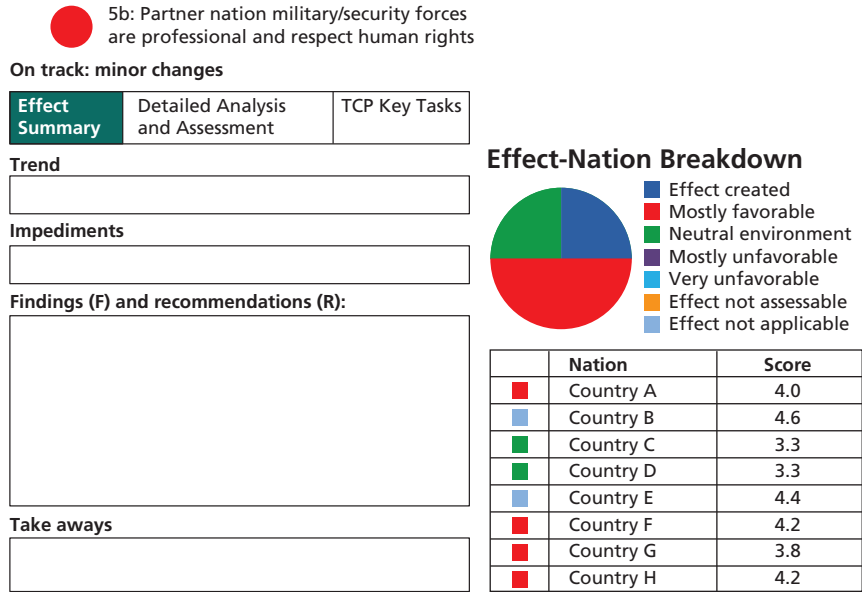 5b: Partner nation military/security forces
are professional and respect human rights
On track: minor changes
Effect
Summary
Detailed Analysis
and Assessment
TCP Key Tasks
Trend
Impediments
Findings (F) and recommendations (R):
Take aways
Effect-Nation Breakdown
Effect created
Mostly favorable
Neutral environment
Mostly unfavorable
Very unfavorable
Effect not assessable
Effect not applicable
Nation Score
Country A 4.0
Country B 4.6
Country C 3.3
Country D 3.3
Country E 4.4
Country F 4.2
Country G 3.8
Country H 4.2